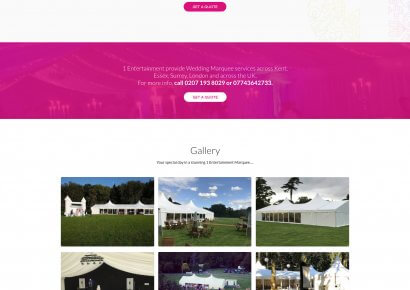 GET A QUOTE
1 Entertainment provide Wedding Marquee services across Kent,
Essex, Surrey, London and across the UK..
For more info, call 0207 193 8029 or 07743642733.
GET A QUOTE
Gallery
Your special day in a stunning 1 Entertainment Marquee....